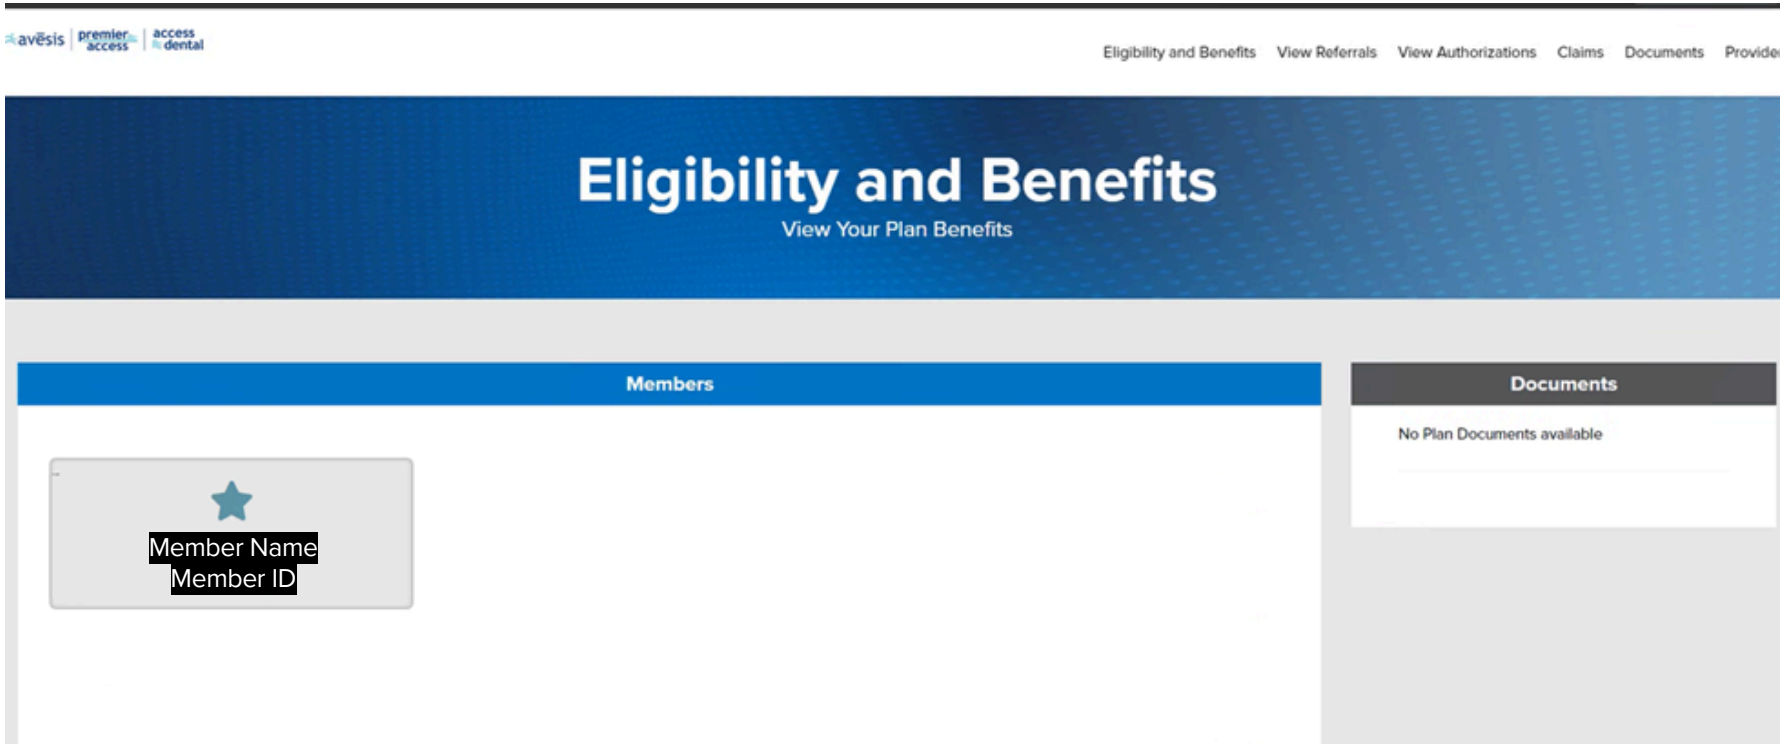 avēsis | premier access | access dental
Eligibility and Benefits View Referrals View Authorizations Claims Documents Provider
Eligibility and Benefits
View Your Plan Benefits
Members
Member Name
Member ID
Documents
No Plan Documents available